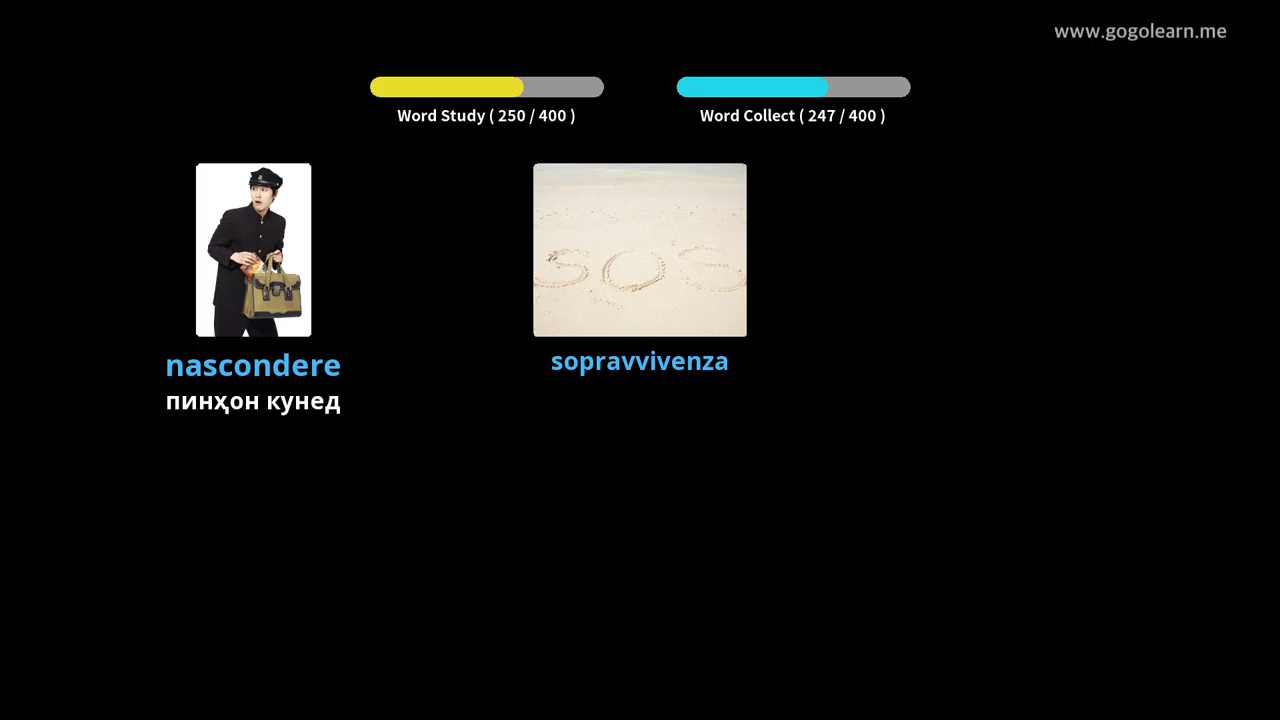 www.gogolearn.me
Word Study ( 250 / 400 )
Word Collect ( 247 / 400 )
SOS
nascondere
sopravvivenza
пинҳон кунед